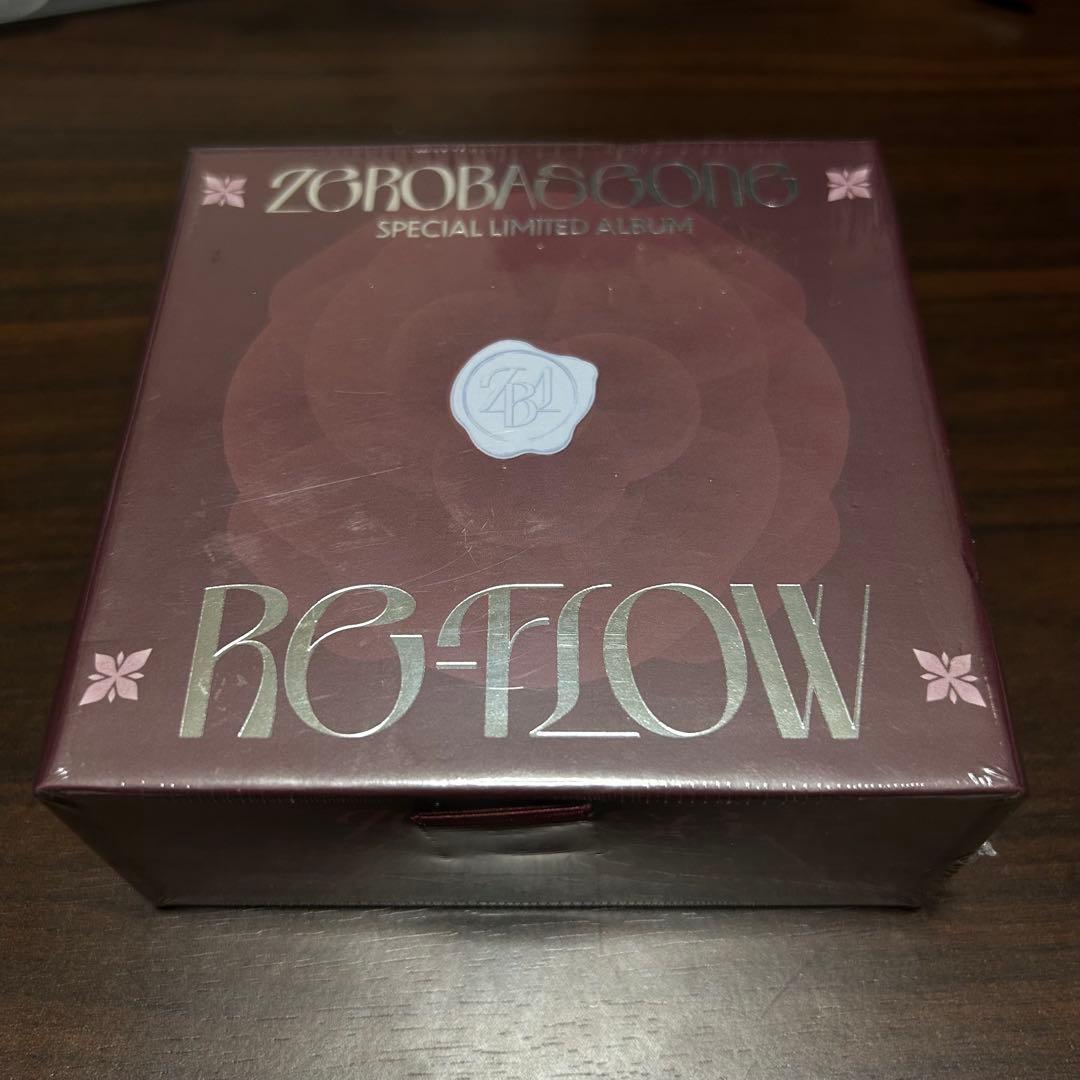 ZEROBASEONE
SPECIAL LIMITED ALBUM
ZB1
RE-FLOW